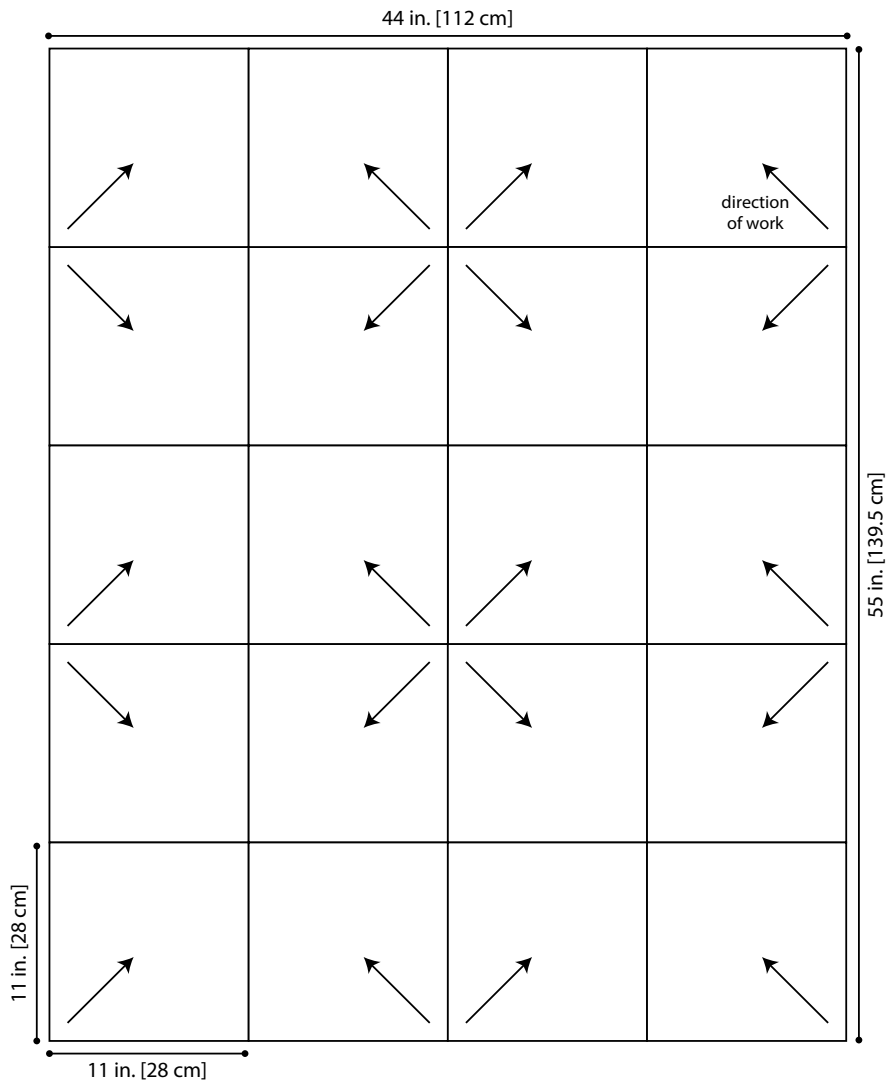 44 in. [112 cm]
direction
of work
55 in. [139.5 cm]
11 in. [28 cm]
11 in. [28 cm]